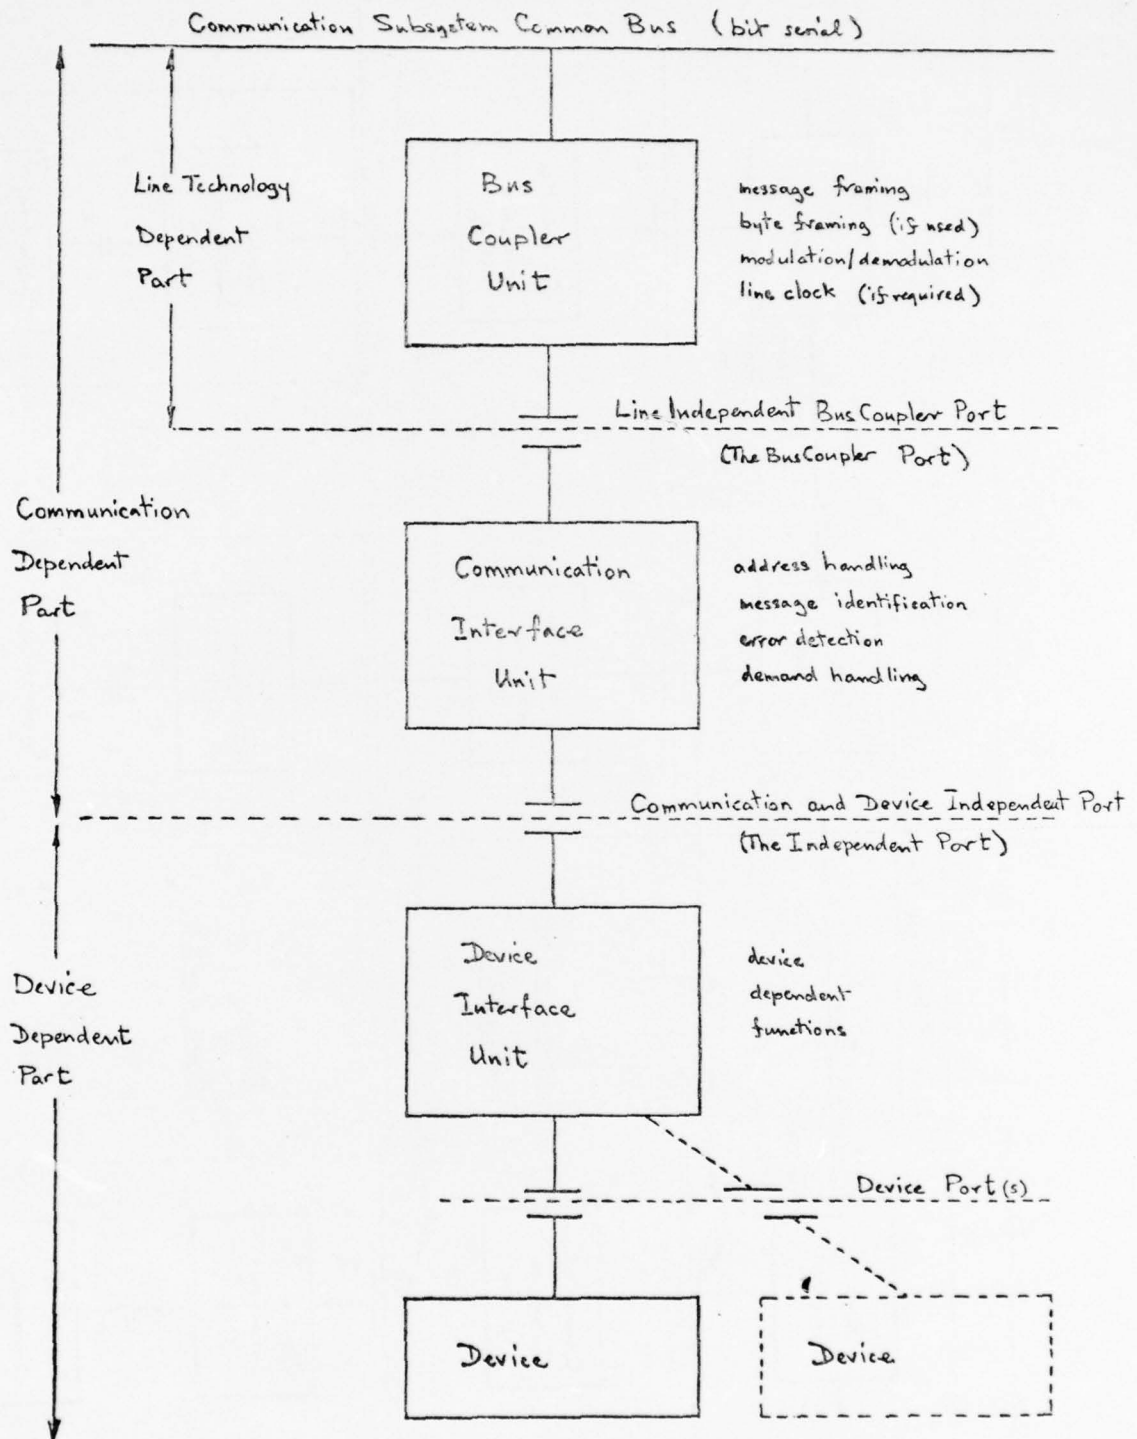 Communication Subsystem Common Bus (bit serial)
Line Technology
Dependent
Part
Bus
Coupler
Unit
message framing
byte framing (if used)
modulation/demodulation
line clock (if required)
Line Independent Bus Coupler Port
(The Bus Coupler Port)
Communication
Dependent
Part
Communication
Interface
Unit
address handling
message identification
error detection
demand handling
Communication and Device Independent Port
(The Independent Port)
Device
Dependent
Part
Device
Interface
Unit
device
dependent
functions
Device Port(s)
Device
Device